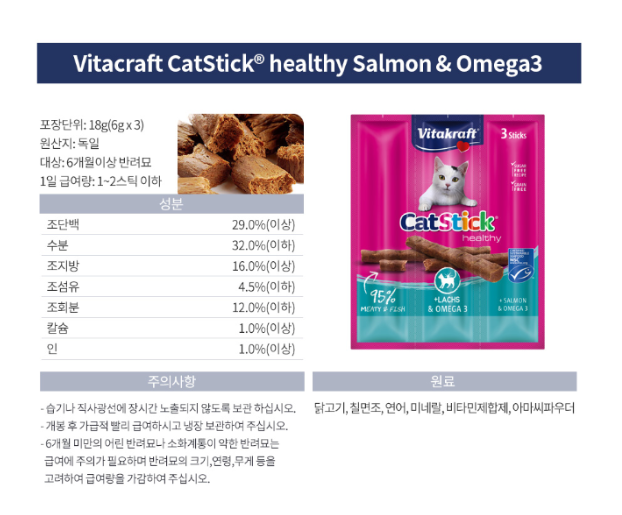 Vitacraft CatStick® healthy Salmon & Omega3
포장단위: 18g(6g x 3)
원산지: 독일
대상: 6개월이상 반려묘
1일 급여량: 1~2스틱 이하
성분
조단백 29.0%(이상)
수분 32.0%(이하)
조지방 16.0%(이상)
조섬유 4.5%(이하)
조회분 12.0%(이하)
칼슘 1.0%(이상)
인 1.0%(이상)
주의사항
- 습기나 직사광선에 장시간 노출되지 않도록 보관 하십시오.
- 개봉 후 가급적 빨리 급여하시고 냉장 보관하여 주십시오.
- 6개월 미만의 어린 반려묘나 소화계통이 약한 반려묘는
급여에 주의가 필요하며 반려묘의 크기,연령,무게 등을
고려하여 급여량을 가감하여 주십시오.
Vitakraft
3 Sticks
GRAIN
FREE
CatStick
healthy
95%
MEATY & FISH
+LACHS
& OMEGA 3
+ SALMON
& OMEGA 3
원료
닭고기, 칠면조, 연어, 미네랄, 비타민제합제, 아마씨파우더